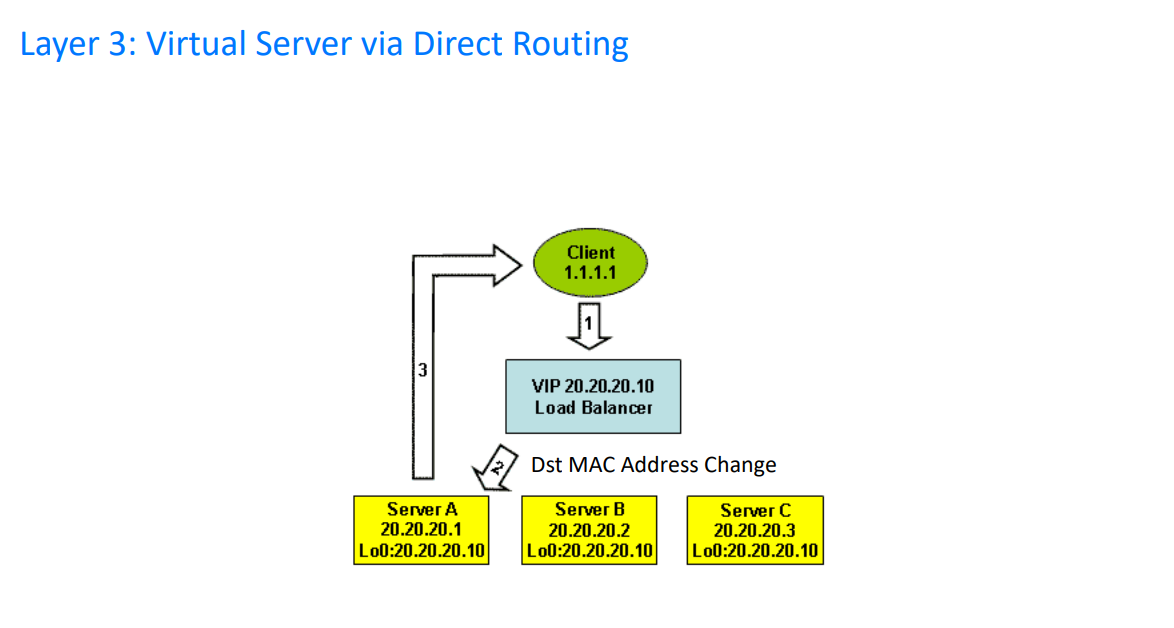 Layer 3: Virtual Server via Direct Routing
Client
1.1.1.1
1
3
VIP 20.20.20.10
Load Balancer
2
Dst MAC Address Change
Server A
20.20.20.1
Lo0:20.20.20.10
Server B
20.20.20.2
Lo0:20.20.20.10
Server C
20.20.20.3
Lo0:20.20.20.10